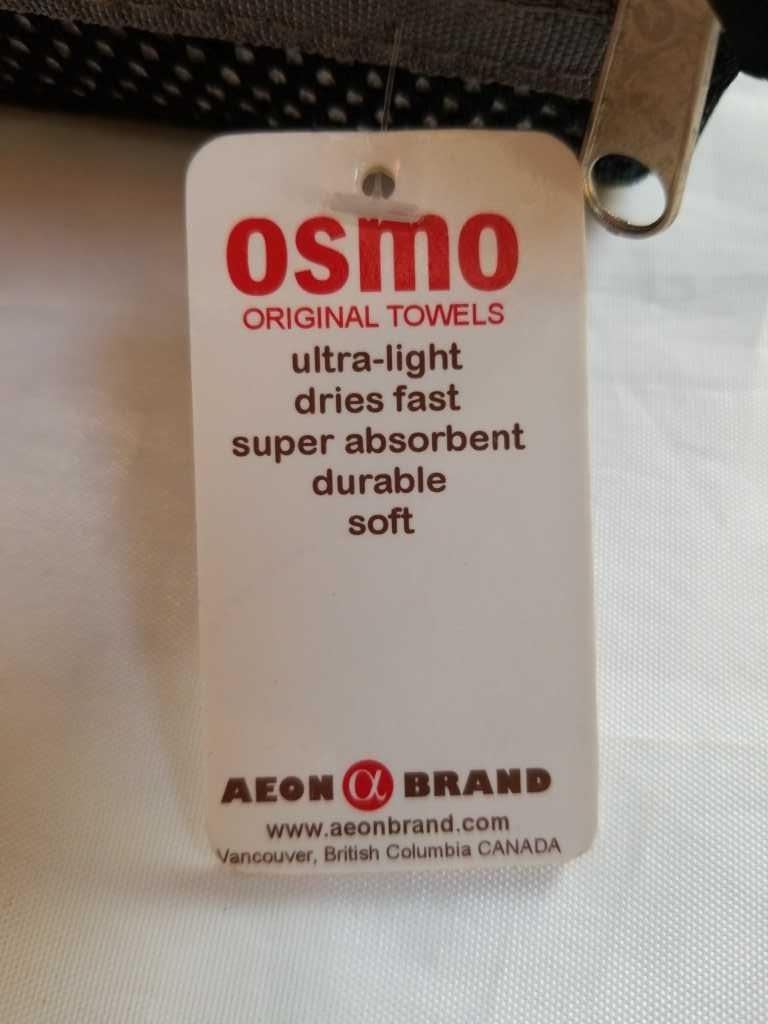 osmo
ORIGINAL TOWELS
ultra-light
dries fast
super absorbent
durable
soft
AEON α BRAND
www.aeonbrand.com
Vancouver, British Columbia CANADA